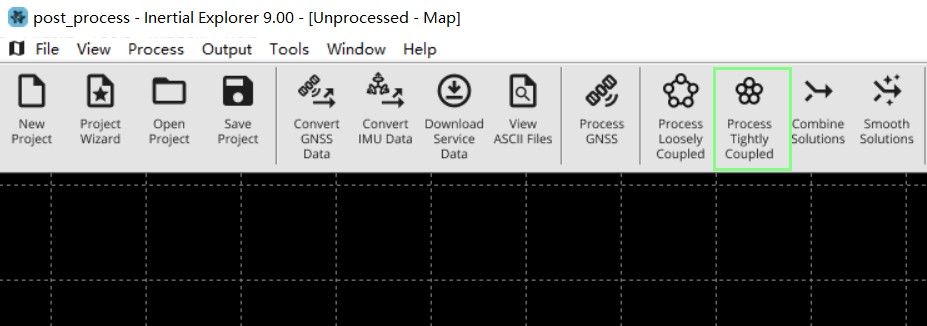 post_process - Inertial Explorer 9.00 - [Unprocessed - Map]
File View Process Output Tools Window Help
New Project
Project Wizard
Open Project
Save Project
Convert GNSS Data
Convert IMU Data
Download Service Data
View ASCII Files
Process GNSS
Process Loosely Coupled
Process Tightly Coupled
Combine Solutions
Smooth Solutions